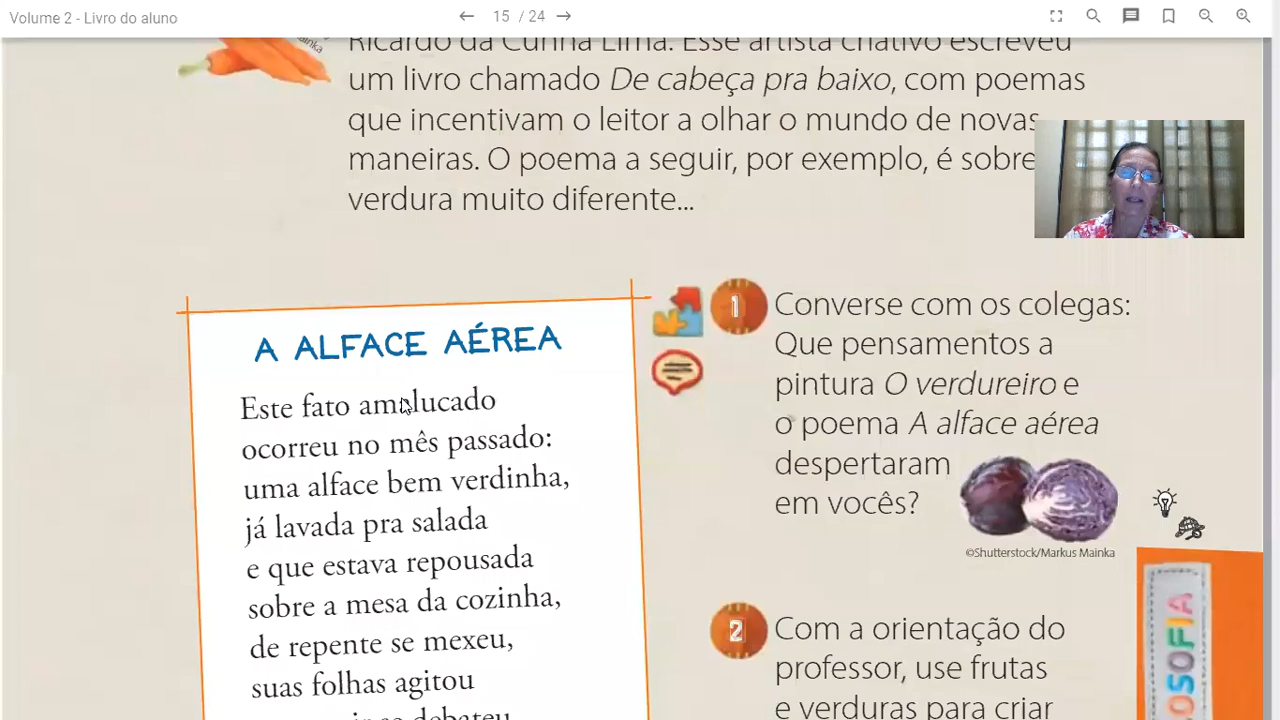 Volume 2 - Livro do aluno
15 / 24
Mainka
Ricardo da Cunha Lima. Esse artista criativo escreveu
um livro chamado De cabeça pra baixo, com poemas
que incentivam o leitor a olhar o mundo de novas
maneiras. O poema a seguir, por exemplo, é sobre
verdura muito diferente...
A ALFACE AÉREA
Este fato amalucado
ocorreu no mês passado:
uma alface bem verdinha,
já lavada pra salada
e que estava repousada
sobre a mesa da cozinha,
de repente se mexeu,
suas folhas agitou
debateu
1
Converse com os colegas:
Que pensamentos a
pintura O verdureiro e
o poema A alface aérea
despertaram
em vocês?
©Shutterstock/Markus Mainka
2
Com a orientação do
professor, use frutas
e verduras para criar
OSOFIA